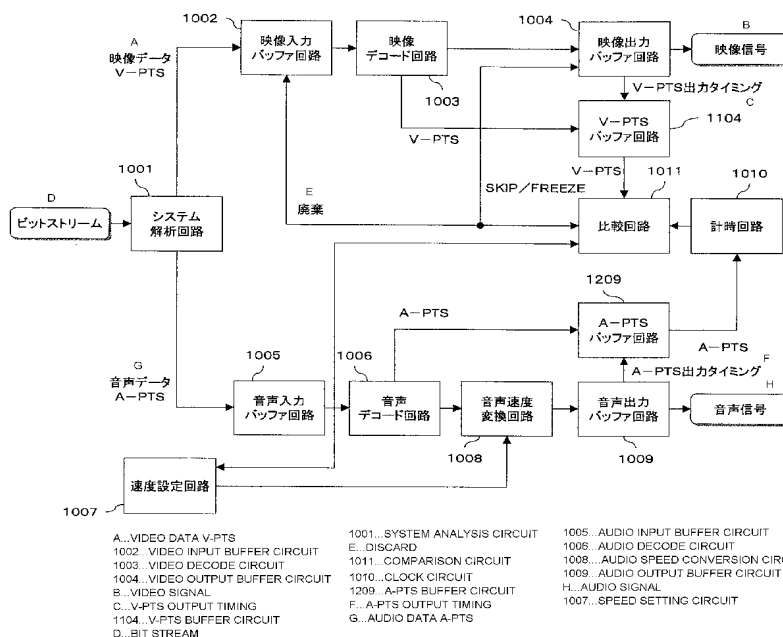 1002
映像入力
バッファ回路
映像
デコード回路
1003
1004
映像出力
バッファ回路
B
映像信号
A
映像データ
V－PTS
V－PTS出力タイミング
C
V－PTS
V－PTS
バッファ回路
1104
V－PTS
1001
D
ビットストリーム
システム
解析回路
E
廃棄
SKIP／FREEZE
1011
比較回路
1010
計時回路
1209
A－PTS
A－PTS
バッファ回路
A－PTS
F
A－PTS出力タイミング
G
音声データ
A－PTS
1005
音声入力
バッファ回路
1006
音声
デコード回路
音声速度
変換回路
1008
音声出力
バッファ回路
1009
H
音声信号
速度設定回路
1007
A...VIDEO DATA V-PTS
1002...VIDEO INPUT BUFFER CIRCUIT
1003...VIDEO DECODE CIRCUIT
1004...VIDEO OUTPUT BUFFER CIRCUIT
B...VIDEO SIGNAL
C...V-PTS OUTPUT TIMING
1104...V-PTS BUFFER CIRCUIT
D...BIT STREAM
1001...SYSTEM ANALYSIS CIRCUIT
E...DISCARD
1011...COMPARISON CIRCUIT
1010...CLOCK CIRCUIT
1209...A-PTS BUFFER CIRCUIT
F...A-PTS OUTPUT TIMING
G...AUDIO DATA A-PTS
1005...AUDIO INPUT BUFFER CIRCUIT
1006...AUDIO DECODE CIRCUIT
1008...AUDIO SPEED CONVERSION CIRC
1009...AUDIO OUTPUT BUFFER CIRCUIT
H...AUDIO SIGNAL
1007...SPEED SETTING CIRCUIT